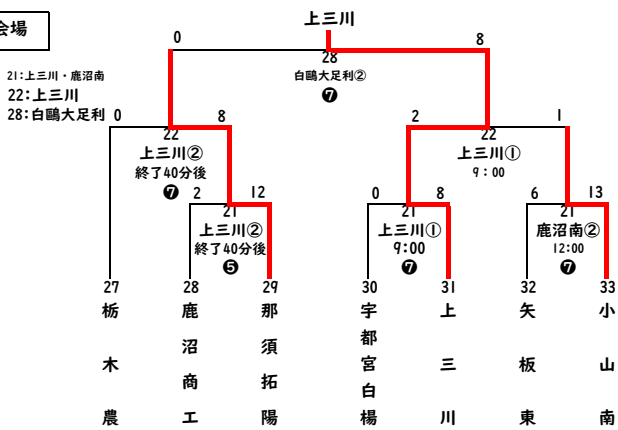 会場
上三川
0
8
28
白鷗大足利②
❼
21:上三川・鹿沼南
22:上三川
28:白鷗大足利
0
8
2
1
22
上三川②
終了40分後
❼
22
上三川①
9:00
2
12
0
8
6
13
21
上三川②
終了40分後
❺
21
上三川①
9:00
❼
21
鹿沼南②
12:00
❼
27
28
29
30
31
32
33
栃木農
鹿沼商工
那須拓陽
宇都宮白楊
上三川
矢板東
小山南